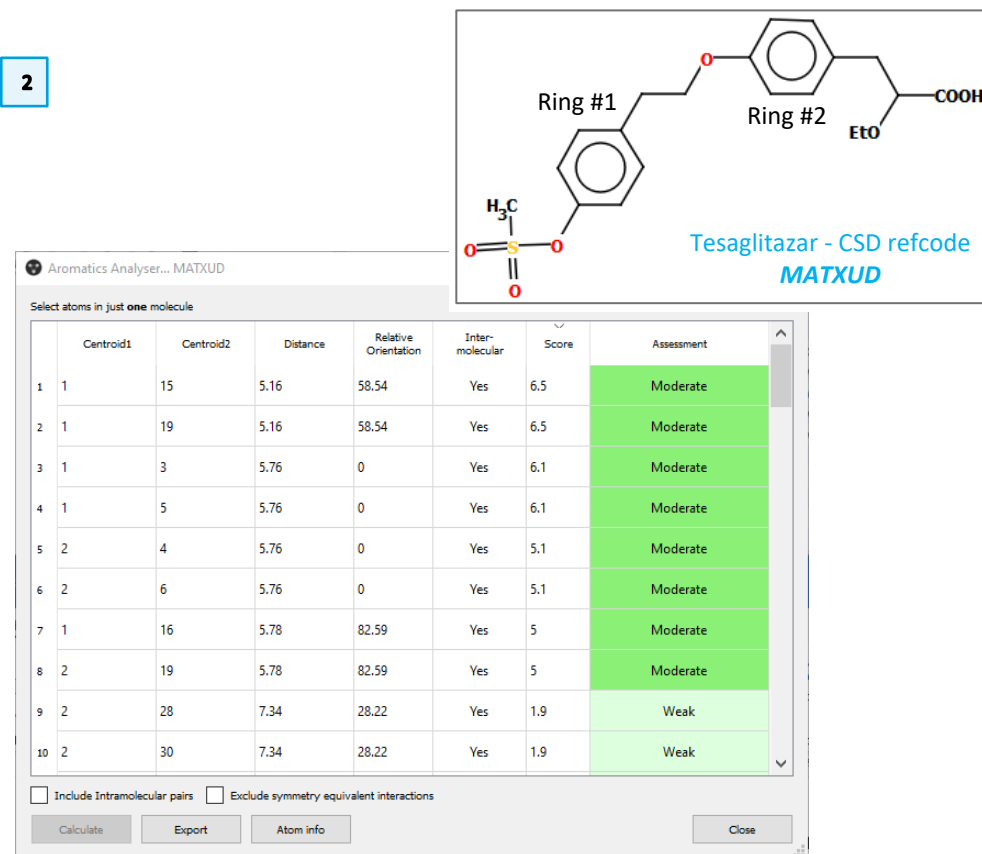 2
O
Ring #1
Ring #2
COOH
EtO
H3C
O
S
O
O
Tesaglitazar - CSD refcode
MATXUD
Aromatics Analyser... MATXUD
Select atoms in just one molecule
Centroid1 Centroid2 Distance Relative Orientation Inter-molecular Score Assessment
1 1 15 5.16 58.54 Yes 6.5 Moderate
2 1 19 5.16 58.54 Yes 6.5 Moderate
3 1 3 5.76 0 Yes 6.1 Moderate
4 1 5 5.76 0 Yes 6.1 Moderate
5 2 4 5.76 0 Yes 5.1 Moderate
6 2 6 5.76 0 Yes 5.1 Moderate
7 1 16 5.78 82.59 Yes 5 Moderate
8 2 19 5.78 82.59 Yes 5 Moderate
9 2 28 7.34 28.22 Yes 1.9 Weak
10 2 30 7.34 28.22 Yes 1.9 Weak
Include Intramolecular pairs Exclude symmetry equivalent interactions
Calculate Export Atom info Close